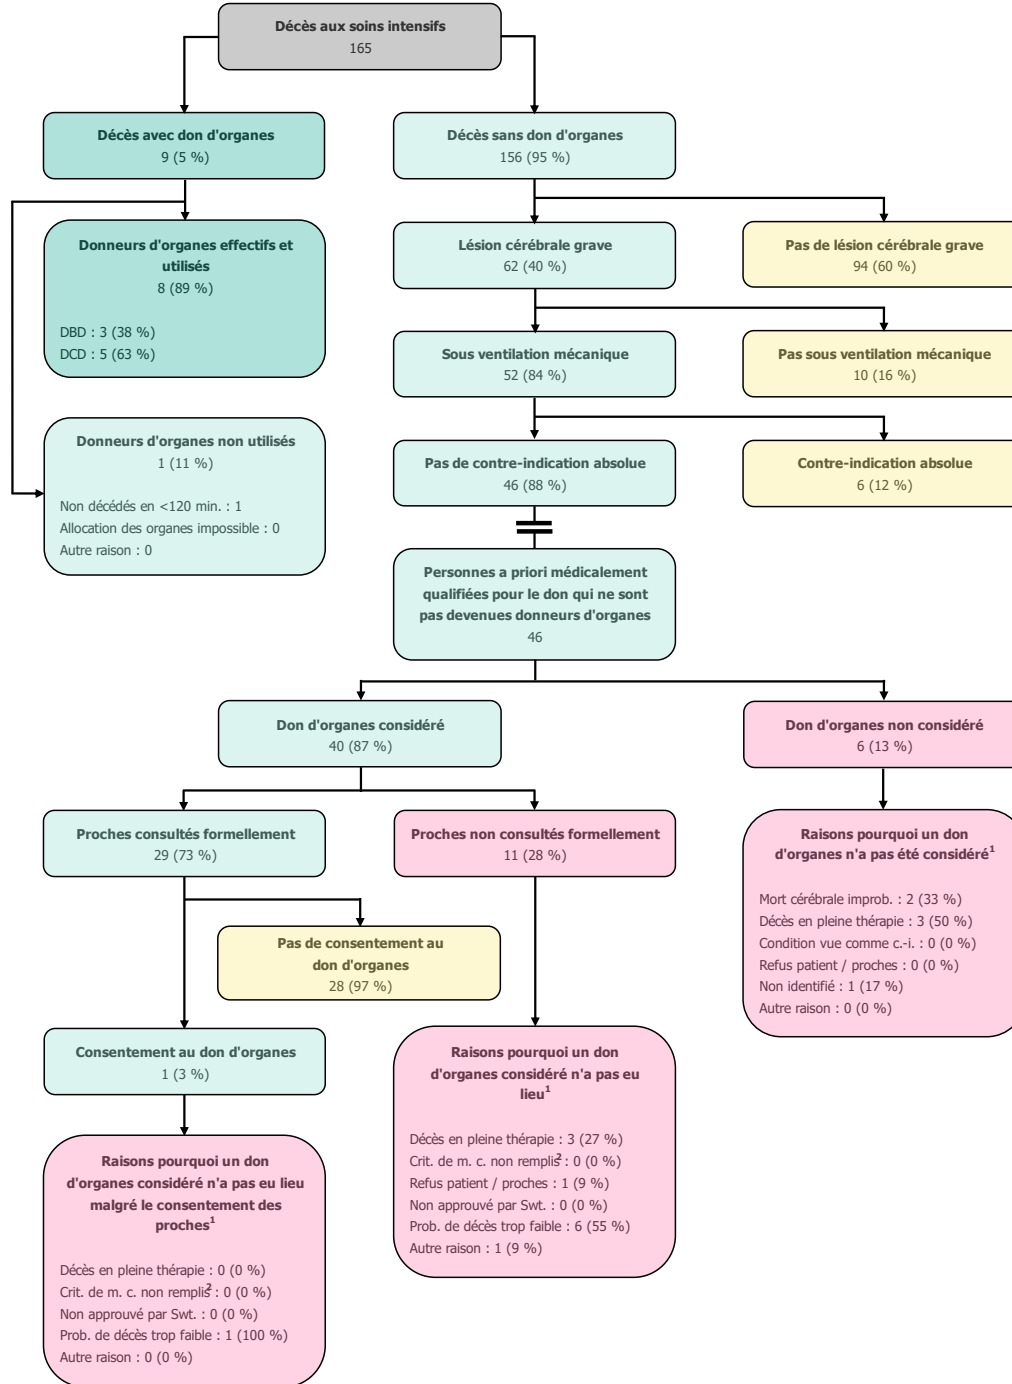 Décès aux soins intensifs
165
Décès avec don d'organes
9 (5 %)
Décès sans don d'organes
156 (95 %)
Donneurs d'organes effectifs et
utilisés
8 (89 %)
DBD : 3 (38 %)
DCD : 5 (63 %)
Lésion cérébrale grave
62 (40 %)
Pas de lésion cérébrale grave
94 (60 %)
Sous ventilation mécanique
52 (84 %)
Pas sous ventilation mécanique
10 (16 %)
Donneurs d'organes non utilisés
1 (11 %)
Non décédés en <120 min. : 1
Allocation des organes impossible : 0
Autre raison : 0
Pas de contre-indication absolue
46 (88 %)
Contre-indication absolue
6 (12 %)
Personnes a priori médicalement
qualifiées pour le don qui ne sont
pas devenues donneurs d'organes
46
Don d'organes considéré
40 (87 %)
Don d'organes non considéré
6 (13 %)
Proches consultés formellement
29 (73 %)
Proches non consultés formellement
11 (28 %)
Raisons pourquoi un don
d'organes n'a pas été considéré¹
Mort cérébrale improb. : 2 (33 %)
Décès en pleine thérapie : 3 (50 %)
Condition vue comme c.-i. : 0 (0 %)
Refus patient / proches : 0 (0 %)
Non identifié : 1 (17 %)
Autre raison : 0 (0 %)
Pas de consentement au
don d'organes
28 (97 %)
Consentement au don d'organes
1 (3 %)
Raisons pourquoi un don
d'organes considéré n'a pas eu
lieu¹
Décès en pleine thérapie : 3 (27 %)
Crit. de m. c. non remplis² : 0 (0 %)
Refus patient / proches : 1 (9 %)
Non approuvé par Swt. : 0 (0 %)
Prob. de décès trop faible : 6 (55 %)
Autre raison : 1 (9 %)
Raisons pourquoi un don
d'organes considéré n'a pas eu lieu
malgré le consentement des
proches¹
Décès en pleine thérapie : 0 (0 %)
Crit. de m. c. non remplis² : 0 (0 %)
Non approuvé par Swt. : 0 (0 %)
Prob. de décès trop faible : 1 (100 %)
Autre raison : 0 (0 %)